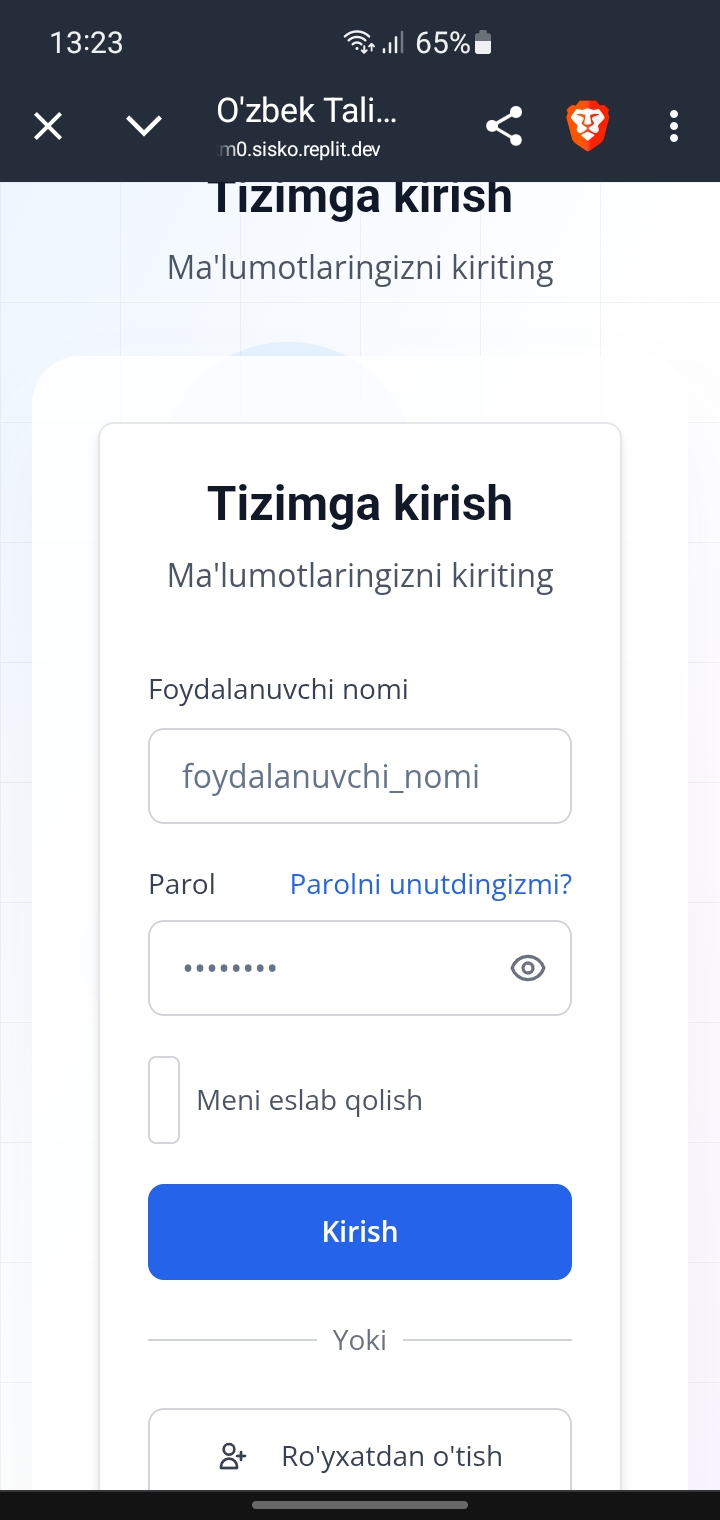 13:23
65%
O'zbek Tali...
m0.sisko.replit.dev
Tizimga kirish
Ma'lumotlaringizni kiriting
Tizimga kirish
Ma'lumotlaringizni kiriting
Foydalanuvchi nomi
foydalanuvchi_nomi
Parol Parolni unutdingizmi?
••••••••
Meni eslab qolish
Kirish
Yoki
Ro'yxatdan o'tish